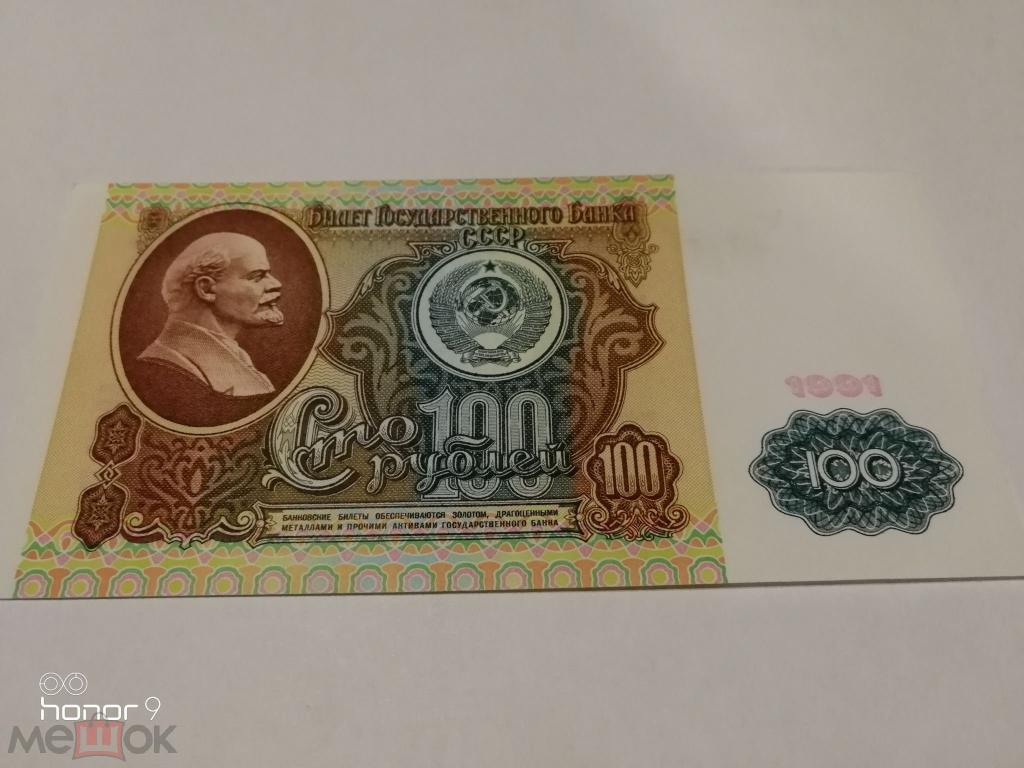 Билет Государственного Банка
СССР
1991
Сто 100
рублей
100
100
БАНКОВСКИЕ БИЛЕТЫ ОБЕСПЕЧИВАЮТСЯ ЗОЛОТОМ, ДРАГОЦЕННЫМИ
МЕТАЛЛАМИ И ПРОЧИМИ АКТИВАМИ ГОСУДАРСТВЕННОГО БАНКА
honor 9
мешок